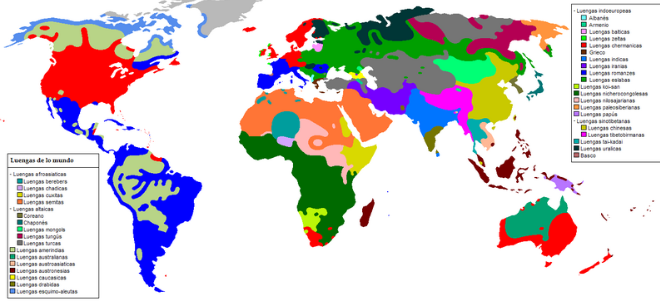 Luengas de lo mundo
- Luengas afroasiaticas
Luengas berebers
Luengas chadicas
Luengas cuxitas
Luengas semitas
- Luengas altaicas
Coreano
Chaponés
Luengas mongols
Luengas tungús
Luengas turcas
Luengas amerindias
Luengas australianas
Luengas austroasiaticas
Luengas austronesias
Luengas caucasicas
Luengas drabidas
Luengas esquimo-aleutas
- Luengas indoeuropeas
Albanés
Armenio
Luengas balticas
Luengas zeltas
Luengas chermanicas
Grieco
Luengas indicas
Luengas iranias
Luengas romanzes
Luengas eslabas
Luengas koi-san
Luengas nicherocongolesas
Luengas nilosaharianas
Luengas paleosiberianas
Luengas papúa
- Luengas sinotibetanas
Luengas chinesas
Luengas tibetobirmanas
Luengas tai-kadai
Luengas uralicas
Basco